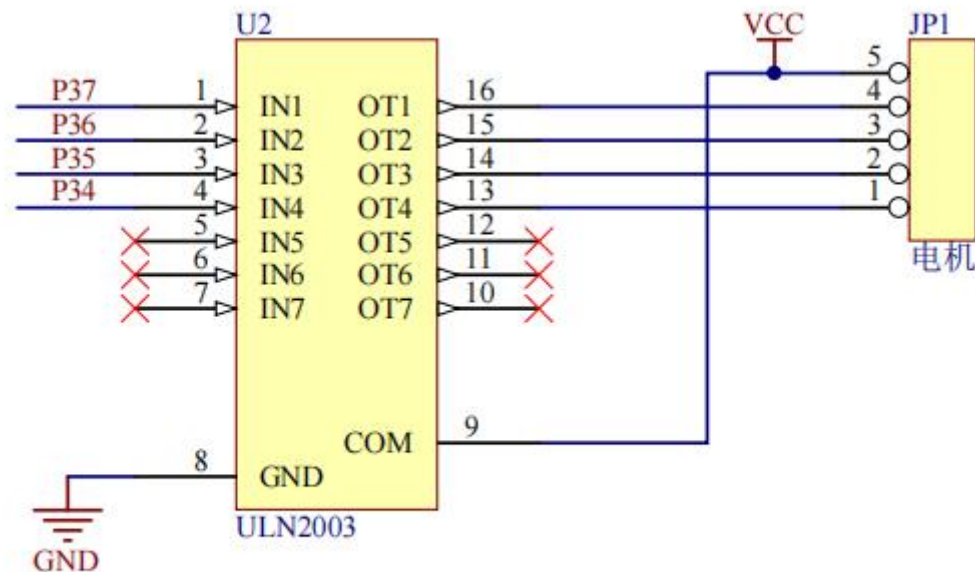 U2
VCC
JP1
P37 1 IN1 OT1 16 5
P36 2 IN2 OT2 15 4
P35 3 IN3 OT3 14 3
P34 4 IN4 OT4 13 2
5 IN5 OT5 12 1
6 IN6 OT6 11
7 IN7 OT7 10
电机
COM 9
8 GND
ULN2003
GND